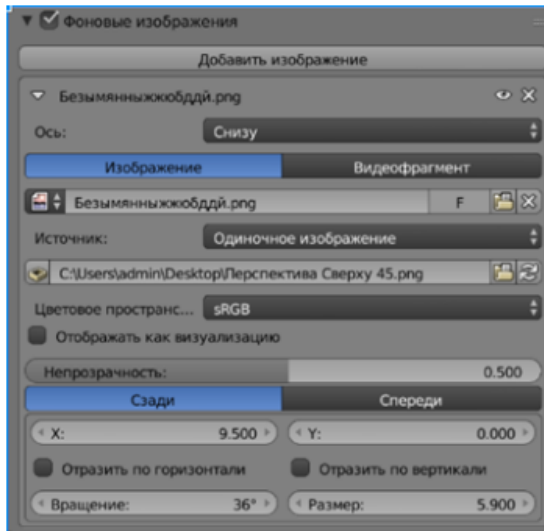 Фоновые изображения
Добавить изображение
Безымянныжжюбддй.png
Ось: Снизу
Изображение Видеофрагмент
Безымянныжжюбддй.png F
Источник: Одиночное изображение
C:\Users\admin\Desktop\Перспектива Сверху 45.png
Цветовое пространс... sRGB
Отображать как визуализацию
Непрозрачность: 0.500
Сзади Спереди
X: 9.500 Y: 0.000
Отразить по горизонтали Отразить по вертикали
Вращение: 36° Размер: 5.900